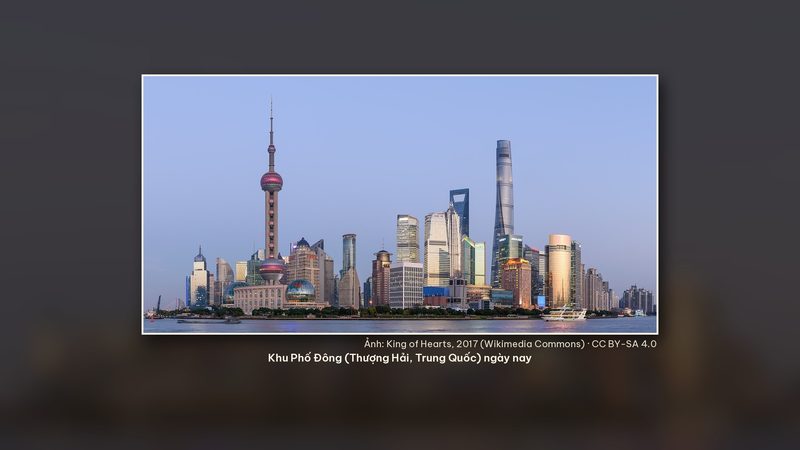 Ảnh: King of Hearts, 2017 (Wikimedia Commons) · CC BY-SA 4.0
Khu Phố Đông (Thượng Hải, Trung Quốc) ngày nay